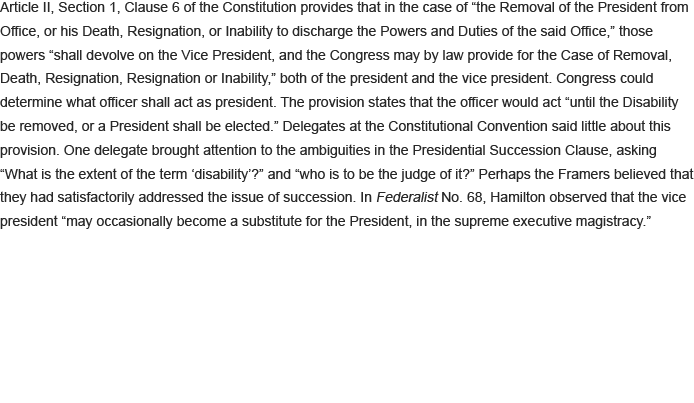 Article II, Section 1, Clause 6 of the Constitution provides that in the case of “the Removal of the President from
Office, or his Death, Resignation, or Inability to discharge the Powers and Duties of the said Office,” those
powers “shall devolve on the Vice President, and the Congress may by law provide for the Case of Removal,
Death, Resignation, Resignation or Inability,” both of the president and the vice president. Congress could
determine what officer shall act as president. The provision states that the officer would act “until the Disability
be removed, or a President shall be elected.” Delegates at the Constitutional Convention said little about this
provision. One delegate brought attention to the ambiguities in the Presidential Succession Clause, asking
“What is the extent of the term ‘disability’?” and “who is to be the judge of it?” Perhaps the Framers believed that
they had satisfactorily addressed the issue of succession. In Federalist No. 68, Hamilton observed that the vice
president “may occasionally become a substitute for the President, in the supreme executive magistracy.”